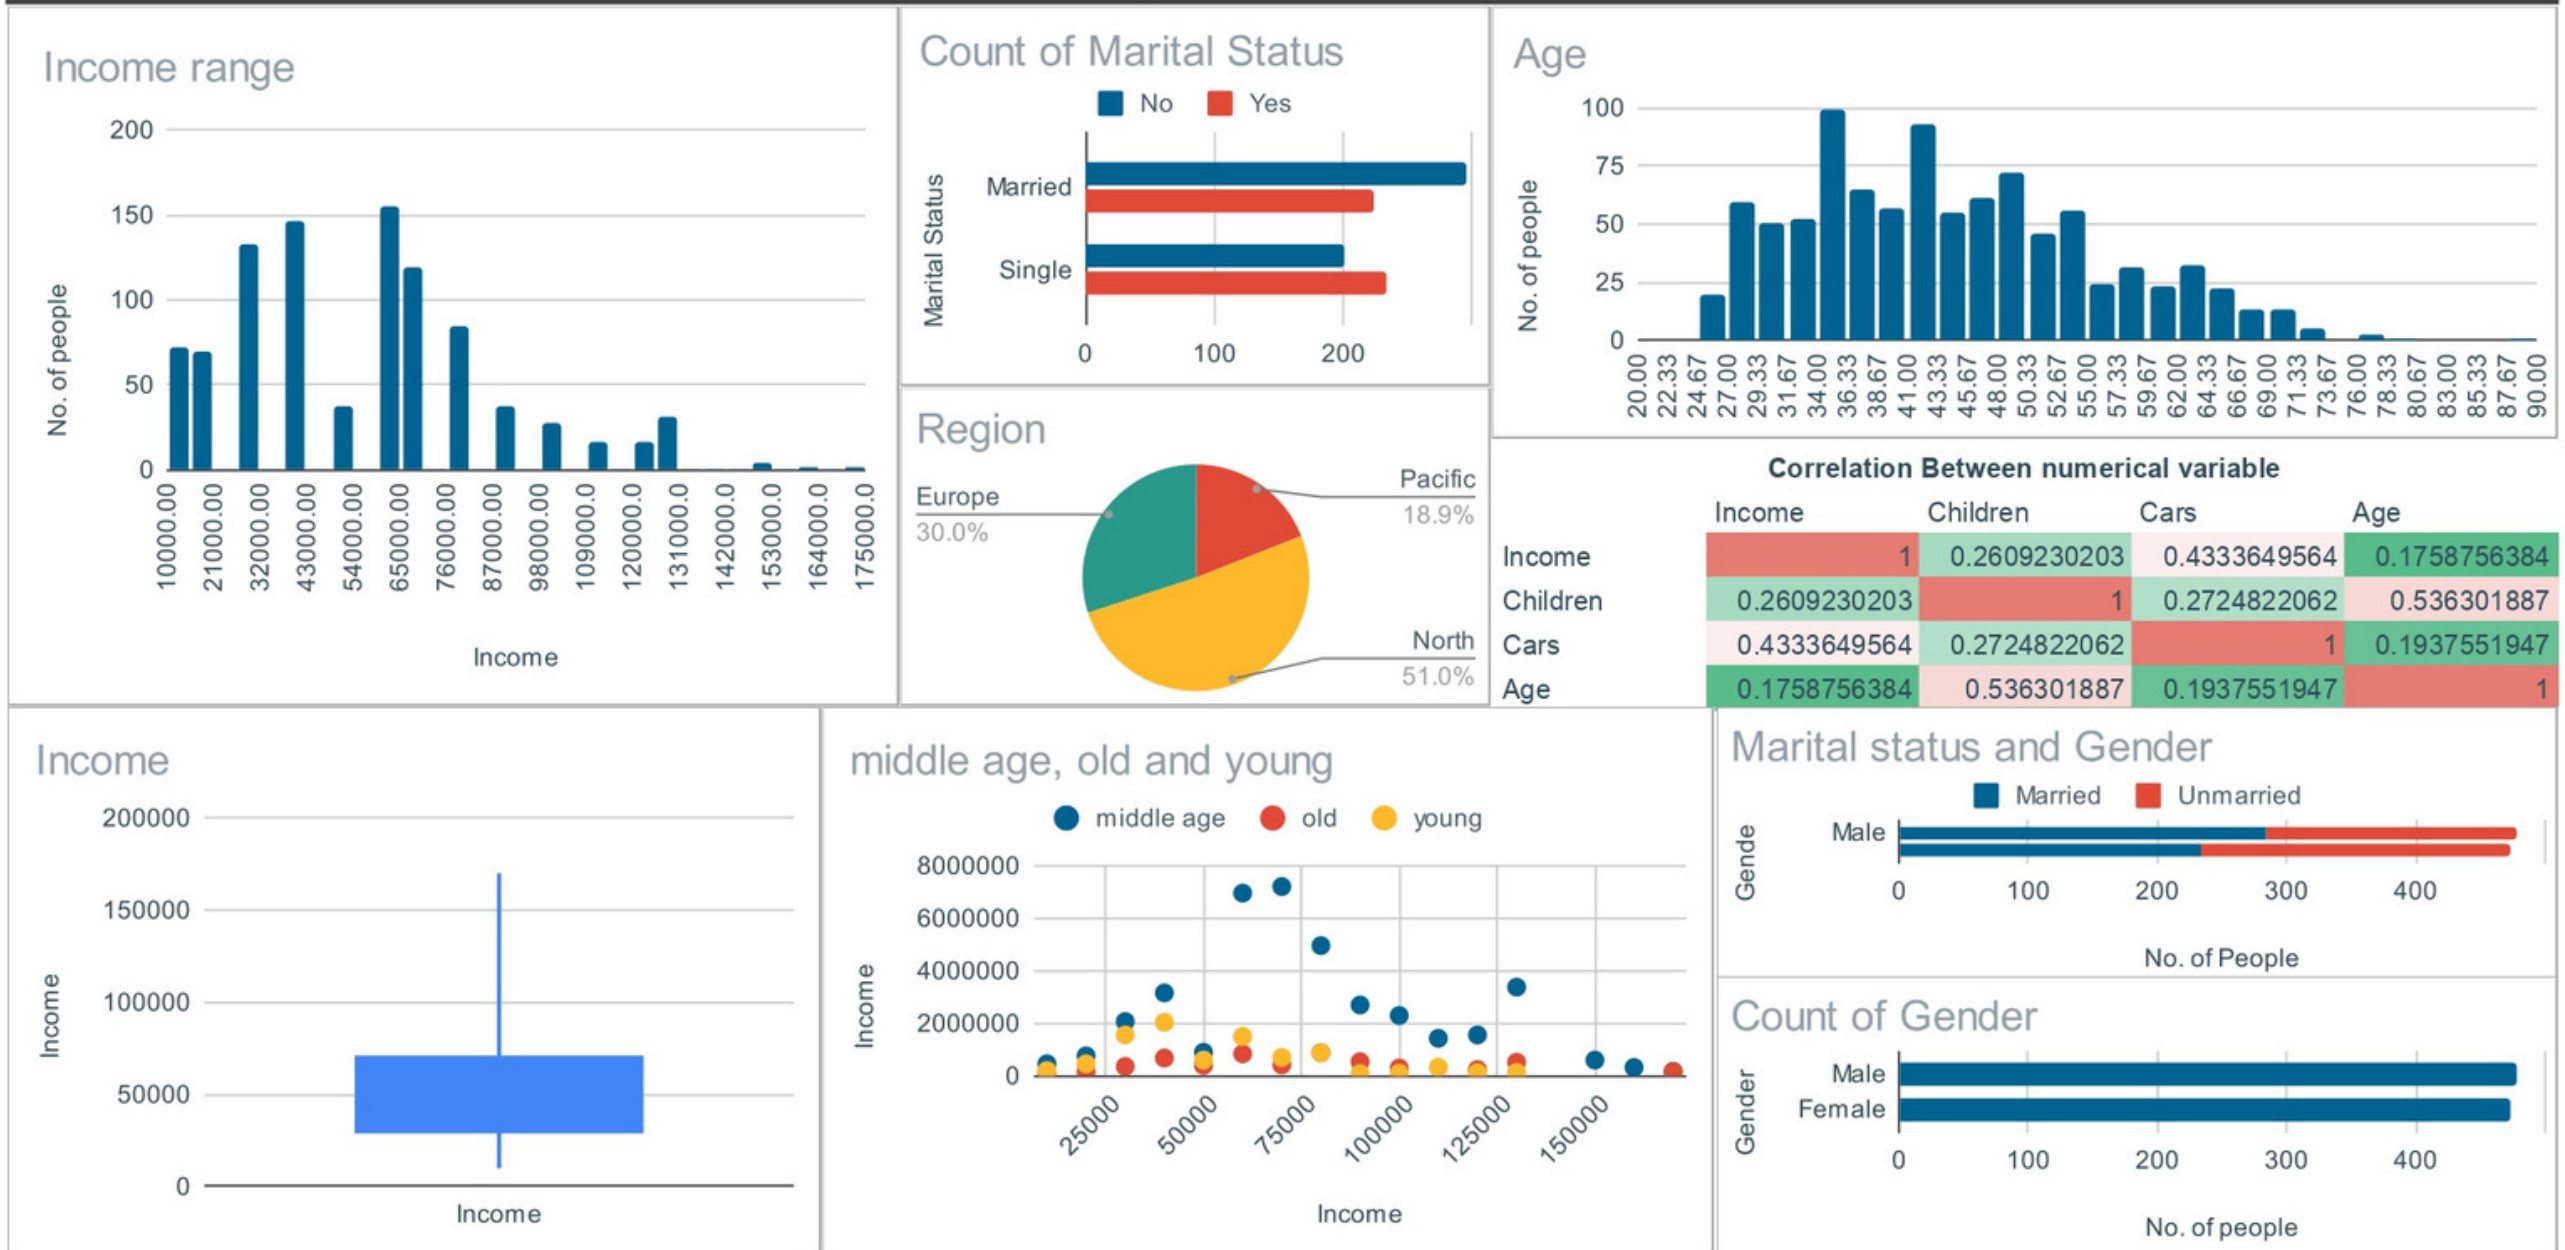 Income range
200
150
100
50
0
No. of people
10000.00
21000.00
32000.00
43000.00
54000.00
65000.00
76000.00
87000.00
98000.00
109000.0
120000.0
131000.0
142000.0
153000.0
164000.0
175000.0
Income
Count of Marital Status
No Yes
Marital Status
Married
Single
0 100 200
Region
Europe
30.0%
Pacific
18.9%
North
51.0%
Age
100
75
50
25
0
No. of people
20.00
22.33
24.67
27.00
29.33
31.67
34.00
36.33
38.67
41.00
43.33
45.67
48.00
50.33
52.67
55.00
57.33
59.67
62.00
64.33
66.67
69.00
71.33
73.67
76.00
78.33
80.67
83.00
85.33
87.67
90.00
Correlation Between numerical variable
Income Children Cars Age
Income 1 0.2609230203 0.4333649564 0.1758756384
Children 0.2609230203 1 0.2724822062 0.536301887
Cars 0.4333649564 0.2724822062 1 0.1937551947
Age 0.1758756384 0.536301887 0.1937551947 1
Income
200000
150000
100000
50000
0
Income
Income
middle age, old and young
middle age old young
8000000
6000000
4000000
2000000
0
Income
25000
50000
75000
100000
125000
150000
Income
Marital status and Gender
Married Unmarried
Gende
Male
0 100 200 300 400
No. of People
Count of Gender
Gender
Male
Female
0 100 200 300 400
No. of people